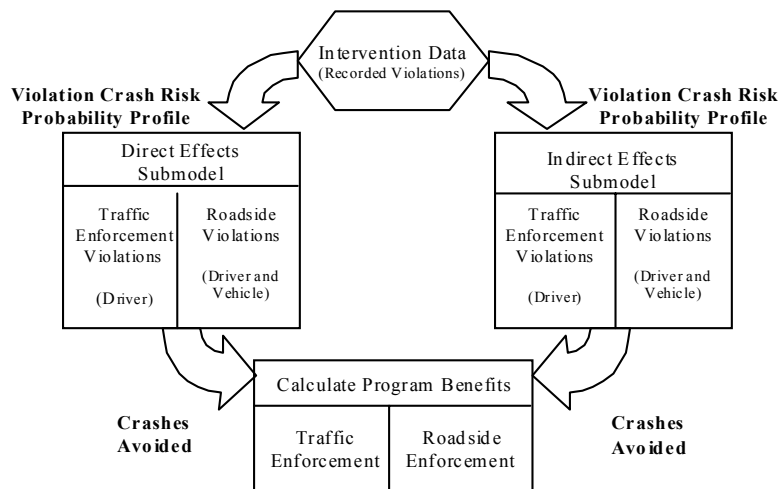 Intervention Data
(Recorded Violations)
Violation Crash Risk
Probability Profile
Violation Crash Risk
Probability Profile
Direct Effects
Submodel
Traffic
Enforcement
Violations
(Driver)
Roadside
Violations
(Driver and
Vehicle)
Indirect Effects
Submodel
Traffic
Enforcement
Violations
(Driver)
Roadside
Violations
(Driver and
Vehicle)
Crashes
Avoided
Calculate Program Benefits
Traffic
Enforcement
Roadside
Enforcement
Crashes
Avoided